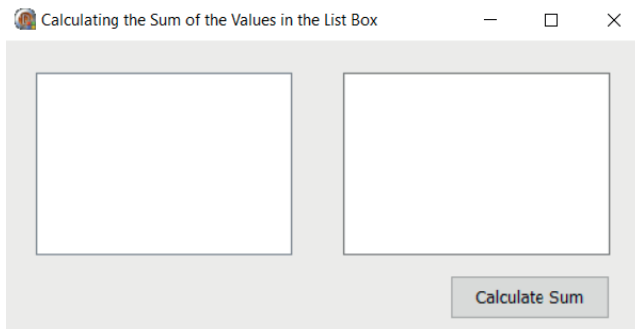 Calculating the Sum of the Values in the List Box
Calculate Sum